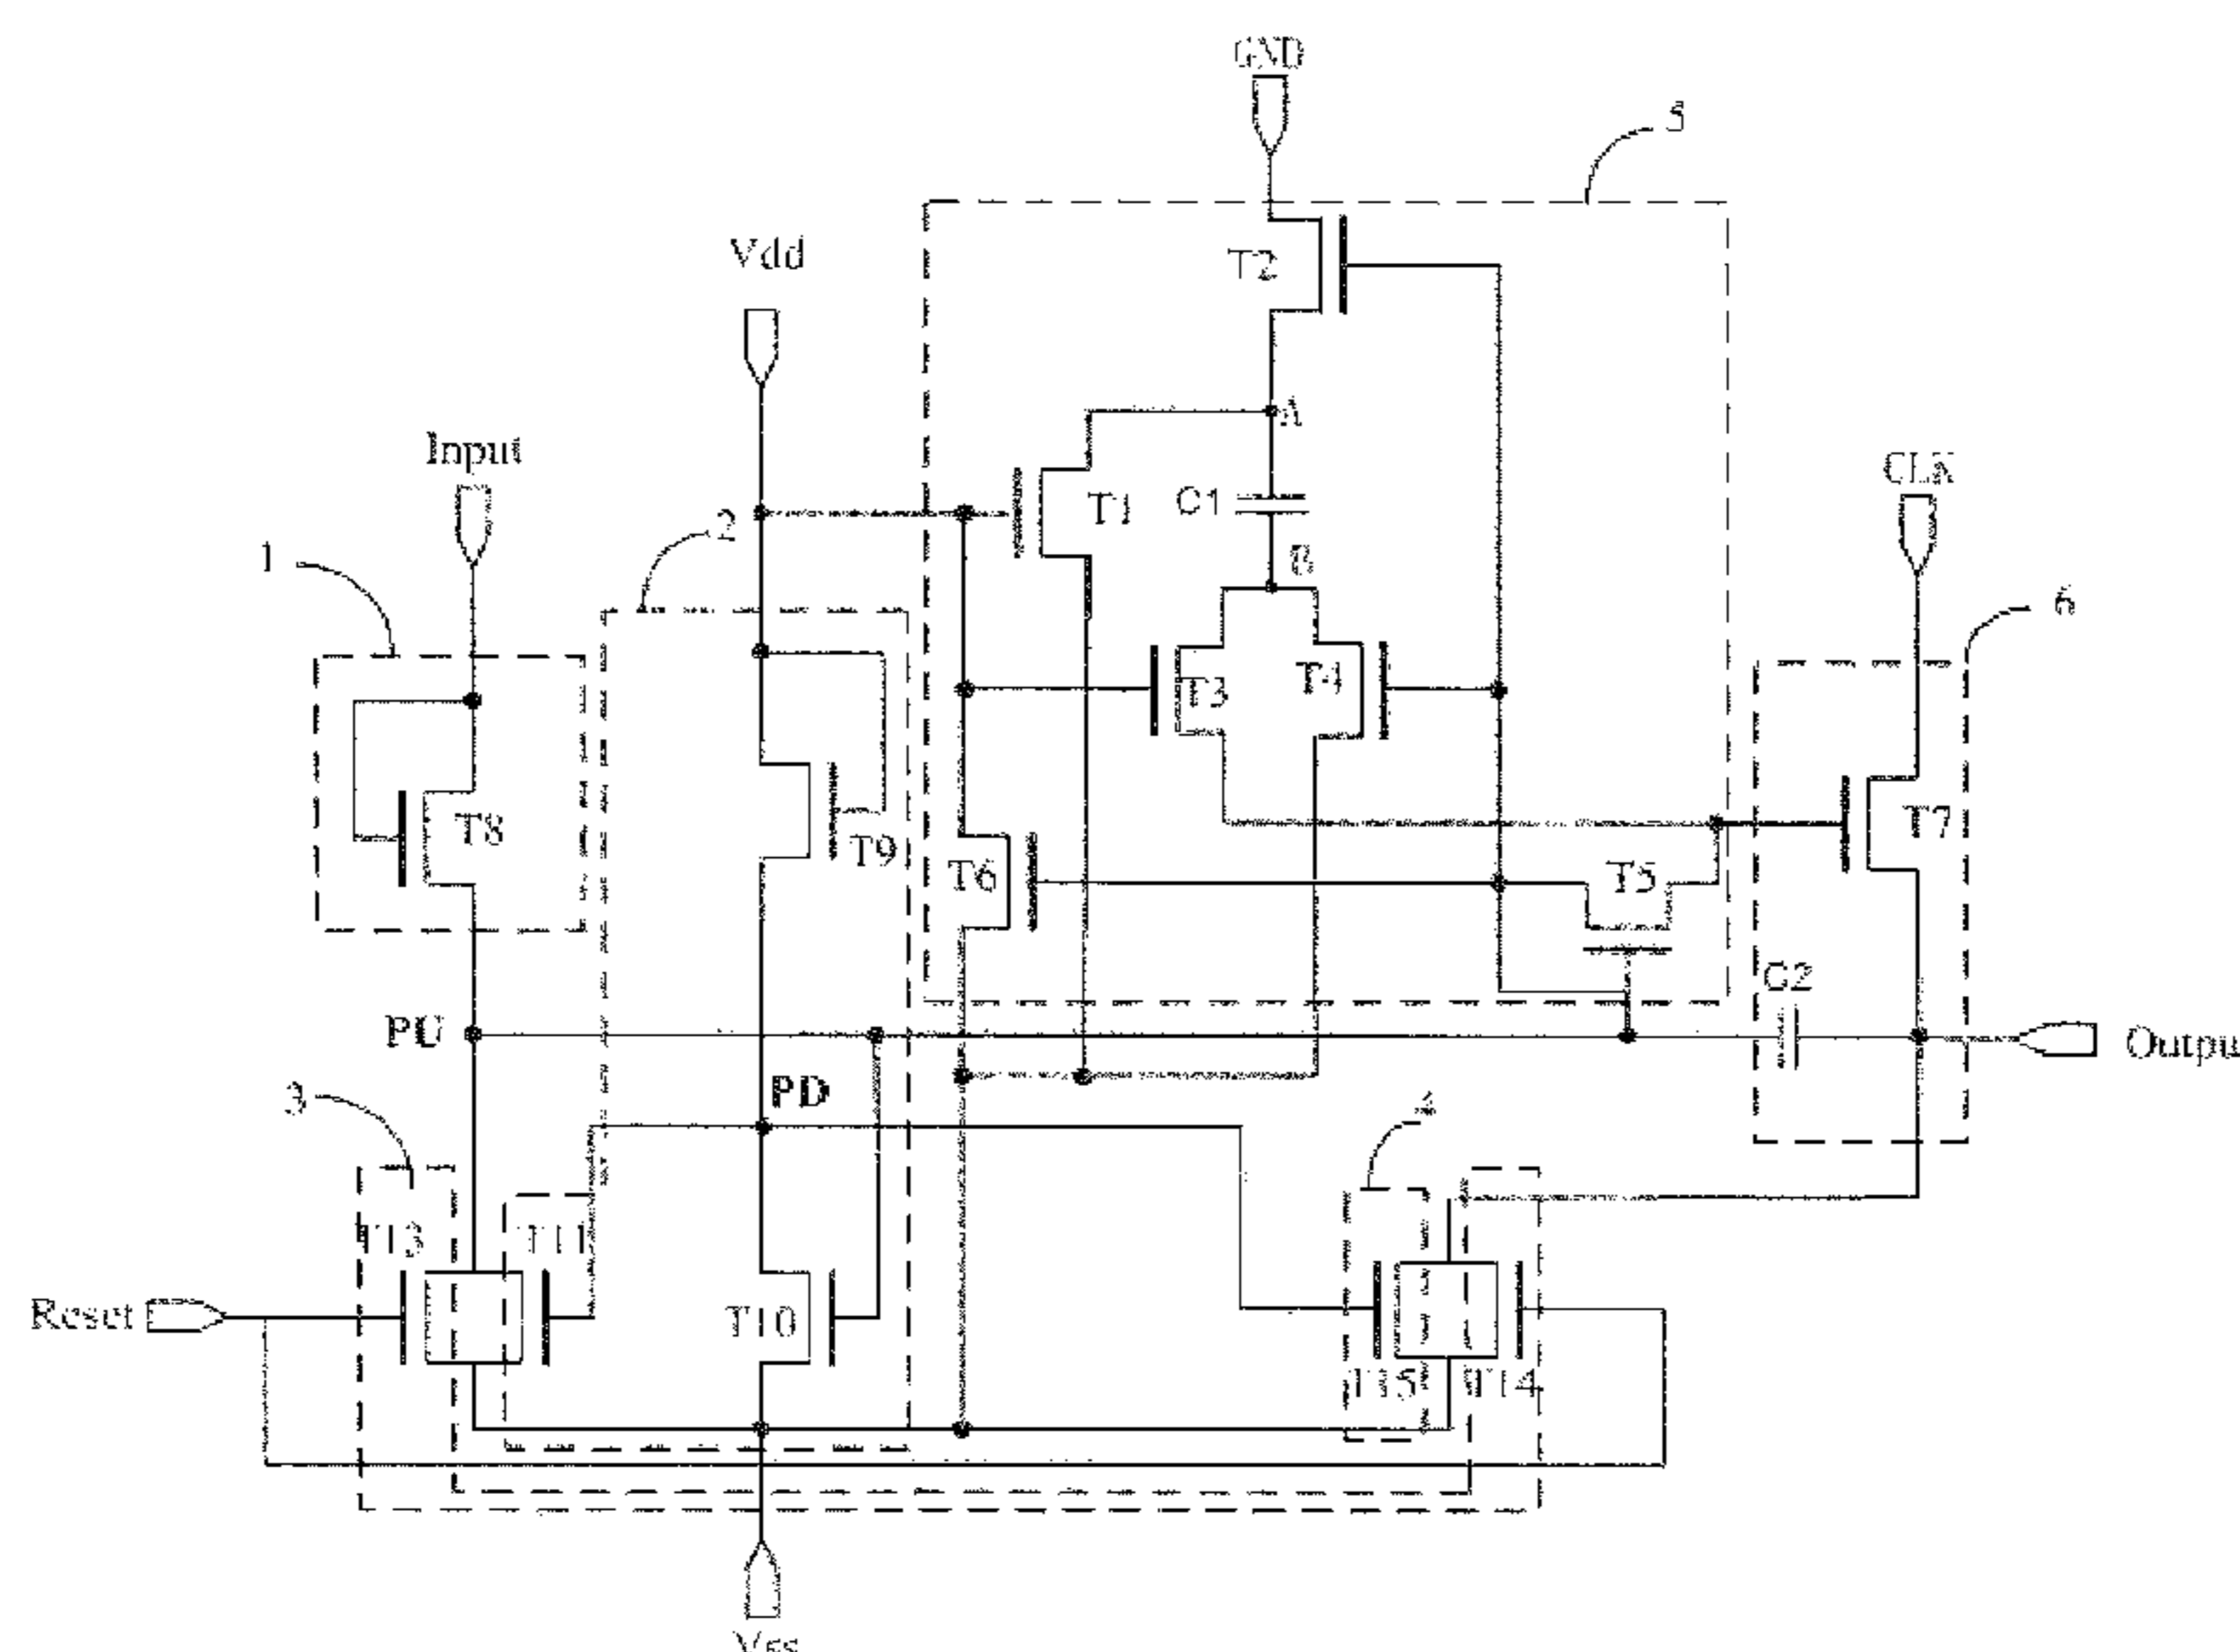 GND
5
Vdd
T2
A
Input
CLK
C1
T1
2
1
B
6
T3
T4
T8
T7
T9
T6
T5
C2
PU
Outpu
PD
3
4
T13
T11
Reset
T10
T15
T14
Vss